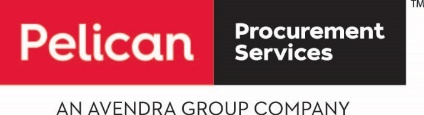 Pelican
Procurement
Services
TM
AN AVENDRA GROUP COMPANY